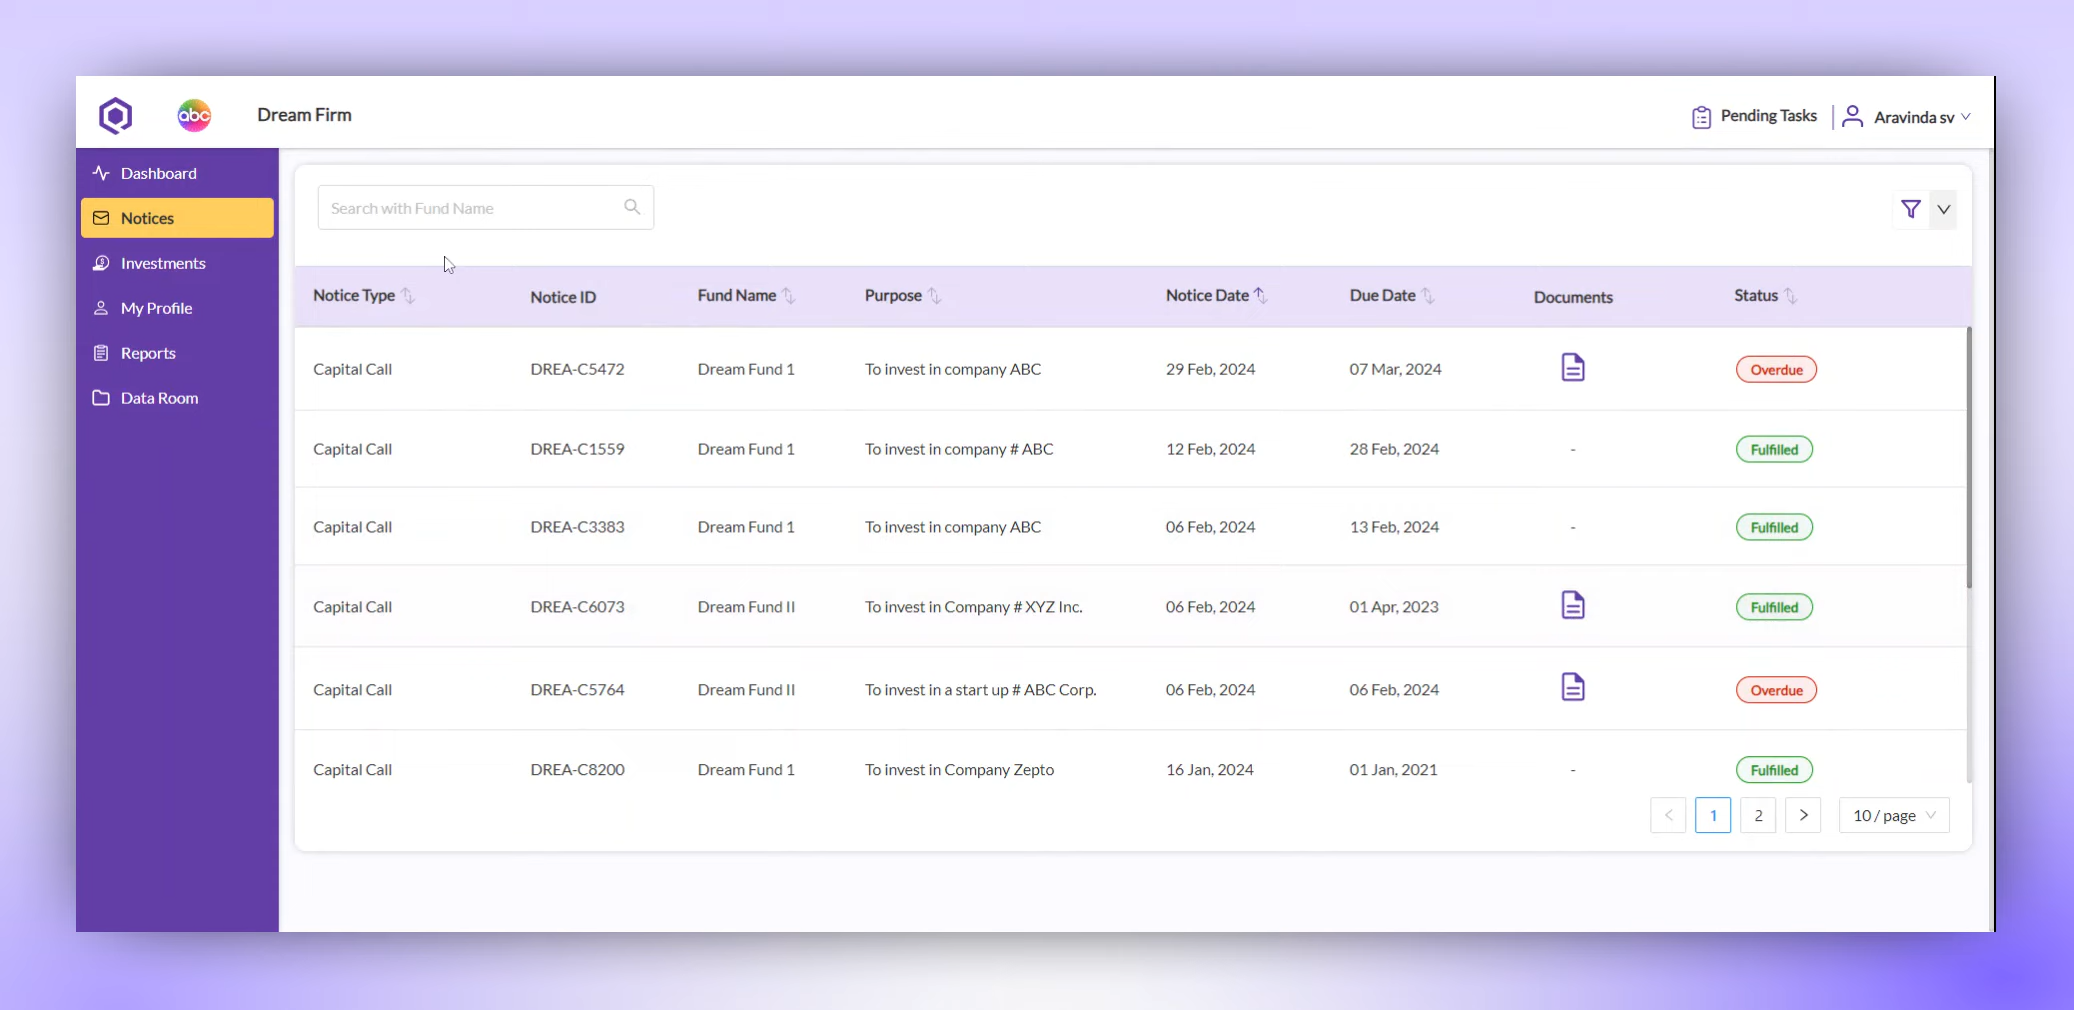 abc Dream Firm Pending Tasks Aravinda sv
Dashboard
Notices
Investments
My Profile
Reports
Data Room
Search with Fund Name
Notice Type Notice ID Fund Name Purpose Notice Date Due Date Documents Status
Capital Call DREA-C5472 Dream Fund 1 To invest in company ABC 29 Feb, 2024 07 Mar, 2024 Overdue
Capital Call DREA-C1559 Dream Fund 1 To invest in company # ABC 12 Feb, 2024 28 Feb, 2024 - Fulfilled
Capital Call DREA-C3383 Dream Fund 1 To invest in company ABC 06 Feb, 2024 13 Feb, 2024 - Fulfilled
Capital Call DREA-C6073 Dream Fund II To invest in Company # XYZ Inc. 06 Feb, 2024 01 Apr, 2023 Fulfilled
Capital Call DREA-C5764 Dream Fund II To invest in a start up # ABC Corp. 06 Feb, 2024 06 Feb, 2024 Overdue
Capital Call DREA-C8200 Dream Fund 1 To invest in Company Zepto 16 Jan, 2024 01 Jan, 2021 - Fulfilled
< 1 2 > 10 / page